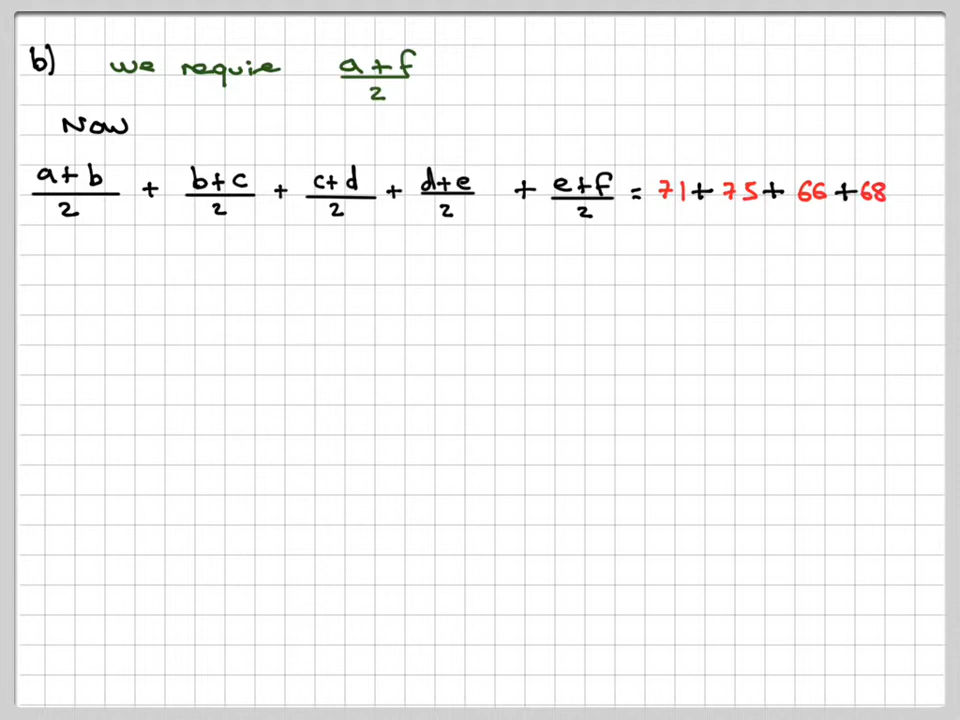 b) we require a+f/2
Now
a+b/2 + b+c/2 + c+d/2 + d+e/2 + e+f/2 = 71+ 75+ 66 +68